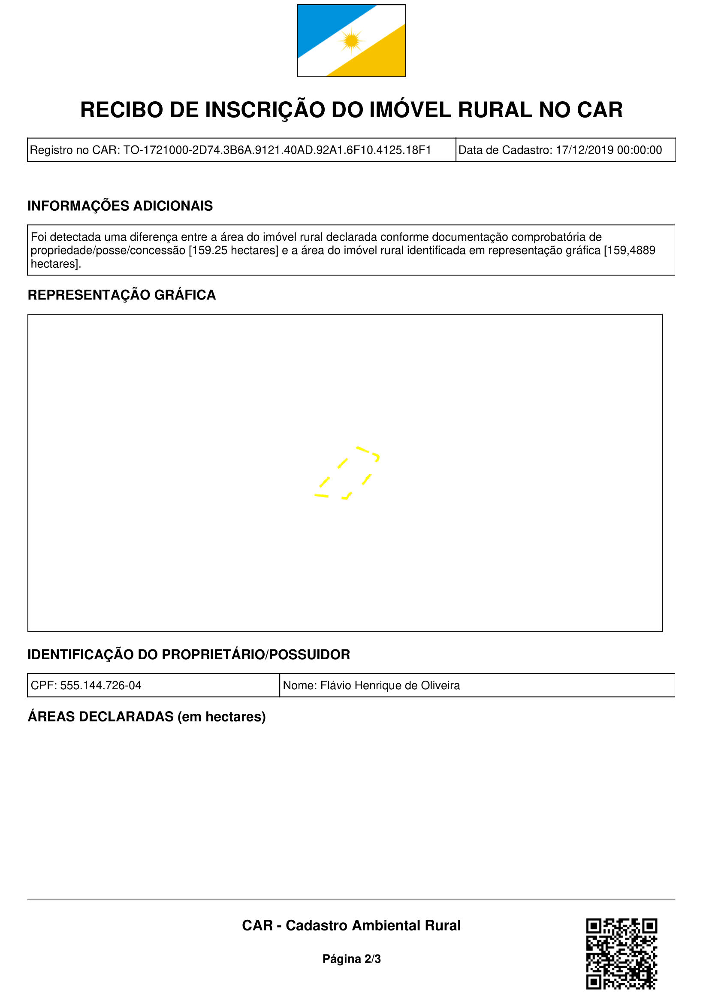 RECIBO DE INSCRIÇÃO DO IMÓVEL RURAL NO CAR
Registro no CAR: TO-1721000-2D74.3B6A.9121.40AD.92A1.6F10.4125.18F1
Data de Cadastro: 17/12/2019 00:00:00
INFORMAÇÕES ADICIONAIS
Foi detectada uma diferença entre a área do imóvel rural declarada conforme documentação comprobatória de
propriedade/posse/concessão [159.25 hectares] e a área do imóvel rural identificada em representação gráfica [159,4889
hectares].
REPRESENTAÇÃO GRÁFICA
IDENTIFICAÇÃO DO PROPRIETÁRIO/POSSUIDOR
CPF: 555.144.726-04
Nome: Flávio Henrique de Oliveira
ÁREAS DECLARADAS (em hectares)
CAR - Cadastro Ambiental Rural
Página 2/3